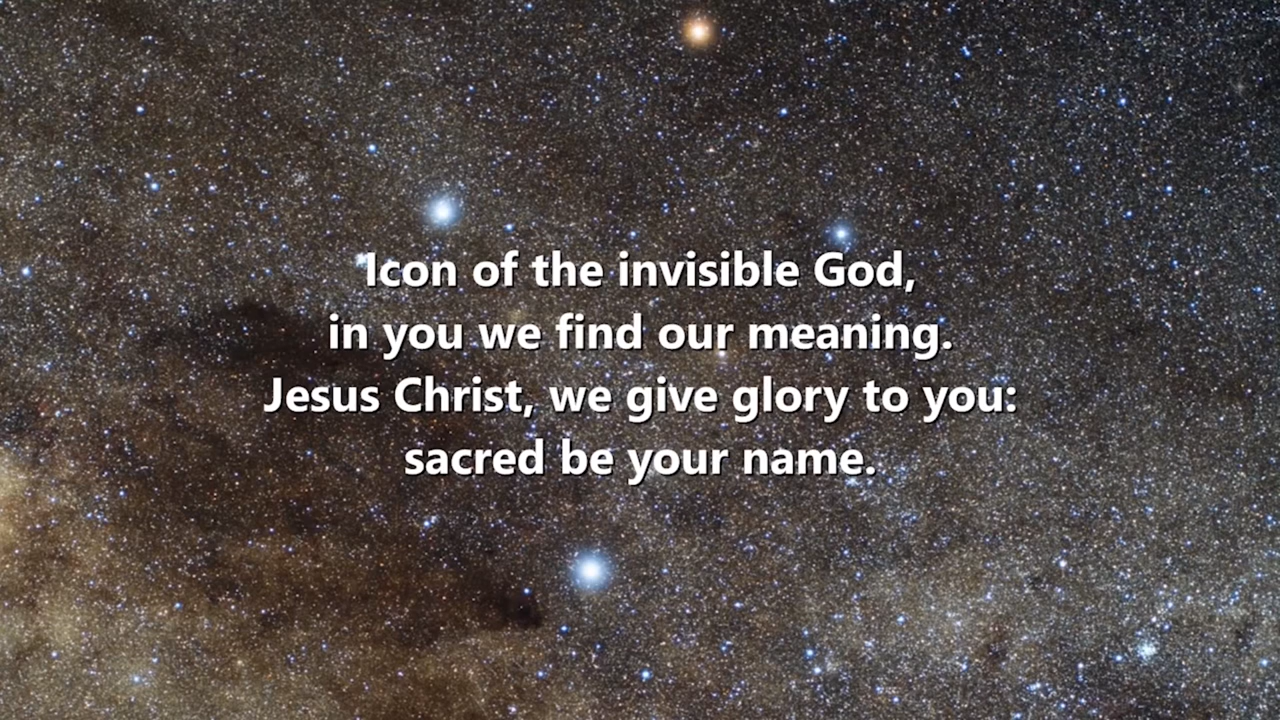 Icon of the invisible God,
in you we find our meaning.
Jesus Christ, we give glory to you:
sacred be your name.